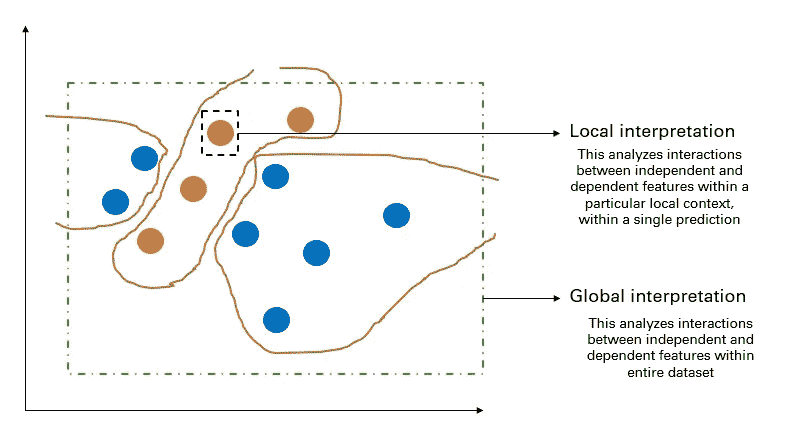 Local interpretation
This analyzes interactions
between independent and
dependent features within a
particular local context,
within a single prediction
Global interpretation
This analyzes interactions
between independent and
dependent features within
entire dataset